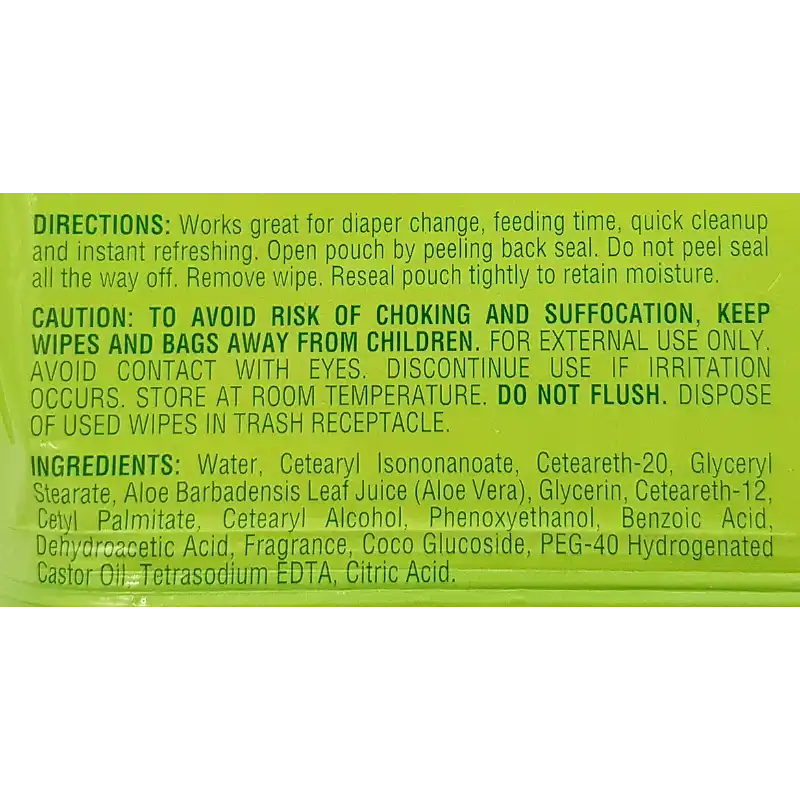 DIRECTIONS: Works great for diaper change, feeding time, quick cleanup
and instant refreshing. Open pouch by peeling back seal. Do not peel seal
all the way off. Remove wipe. Reseal pouch tightly to retain moisture.
CAUTION: TO AVOID RISK OF CHOKING AND SUFFOCATION, KEEP
WIPES AND BAGS AWAY FROM CHILDREN. FOR EXTERNAL USE ONLY.
AVOID CONTACT WITH EYES. DISCONTINUE USE IF IRRITATION
OCCURS. STORE AT ROOM TEMPERATURE. DO NOT FLUSH. DISPOSE
OF USED WIPES IN TRASH RECEPTACLE.
INGREDIENTS: Water, Cetearyl Isononanoate, Ceteareth-20, Glyceryl
Stearate, Aloe Barbadensis Leaf Juice (Aloe Vera), Glycerin, Ceteareth-12,
Cetyl Palmitate, Cetearyl Alcohol, Phenoxyethanol, Benzoic Acid,
Dehydroacetic Acid, Fragrance, Coco Glucoside, PEG-40 Hydrogenated
Castor Oil, Tetrasodium EDTA, Citric Acid.